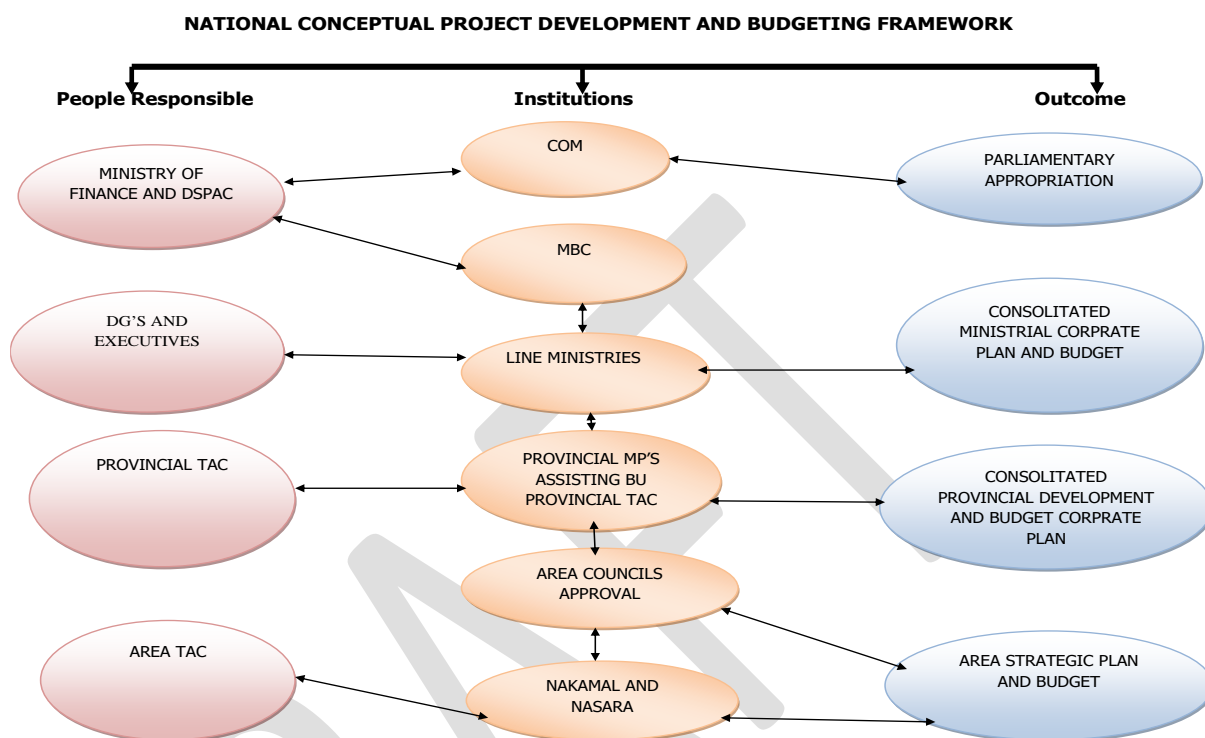 NATIONAL CONCEPTUAL PROJECT DEVELOPMENT AND BUDGETING FRAMEWORK
People Responsible
Institutions
Outcome
MINISTRY OF
FINANCE AND DSPAC
COM
PARLIAMENTARY
APPROPRIATION
MBC
DG'S AND
EXECUTIVES
LINE MINISTRIES
CONSOLITATED
MINISTRIAL CORPRATE
PLAN AND BUDGET
PROVINCIAL TAC
PROVINCIAL MP'S
ASSISTING BU
PROVINCIAL TAC
CONSOLITATED
PROVINCIAL DEVELOPMENT
AND BUDGET CORPRATE
PLAN
AREA COUNCILS
APPROVAL
AREA TAC
NAKAMAL AND
NASARA
AREA STRATEGIC PLAN
AND BUDGET